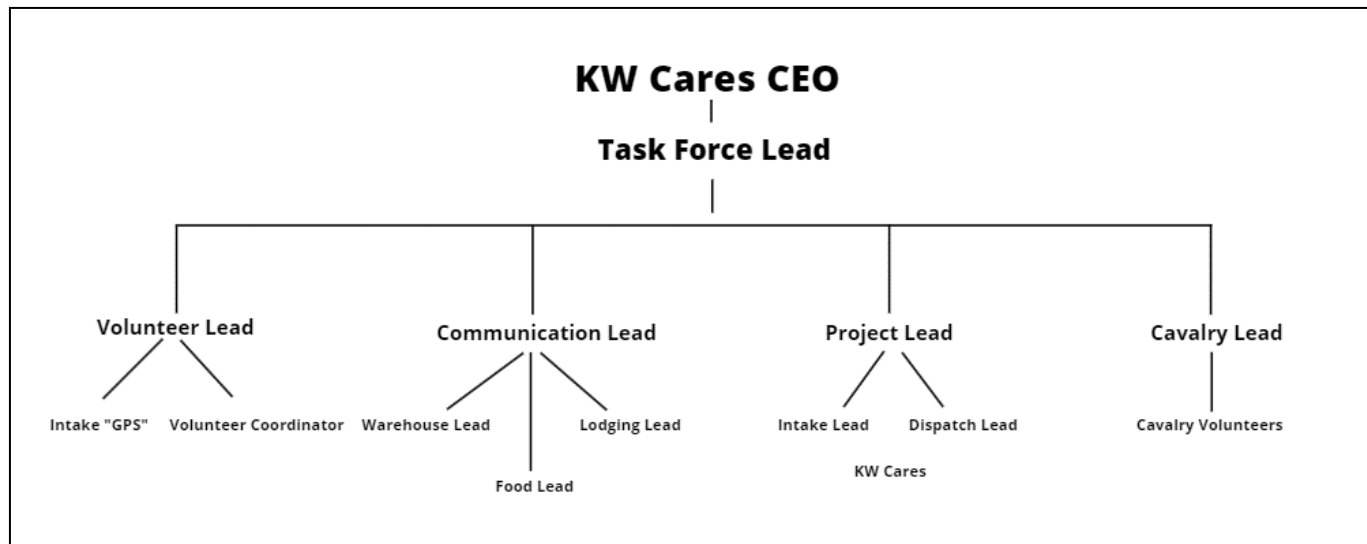 KW Cares CEO
Task Force Lead
Volunteer Lead
Communication Lead
Project Lead
Cavalry Lead
Intake "GPS"
Volunteer Coordinator
Warehouse Lead
Lodging Lead
Intake Lead
Dispatch Lead
Cavalry Volunteers
KW Cares
Food Lead